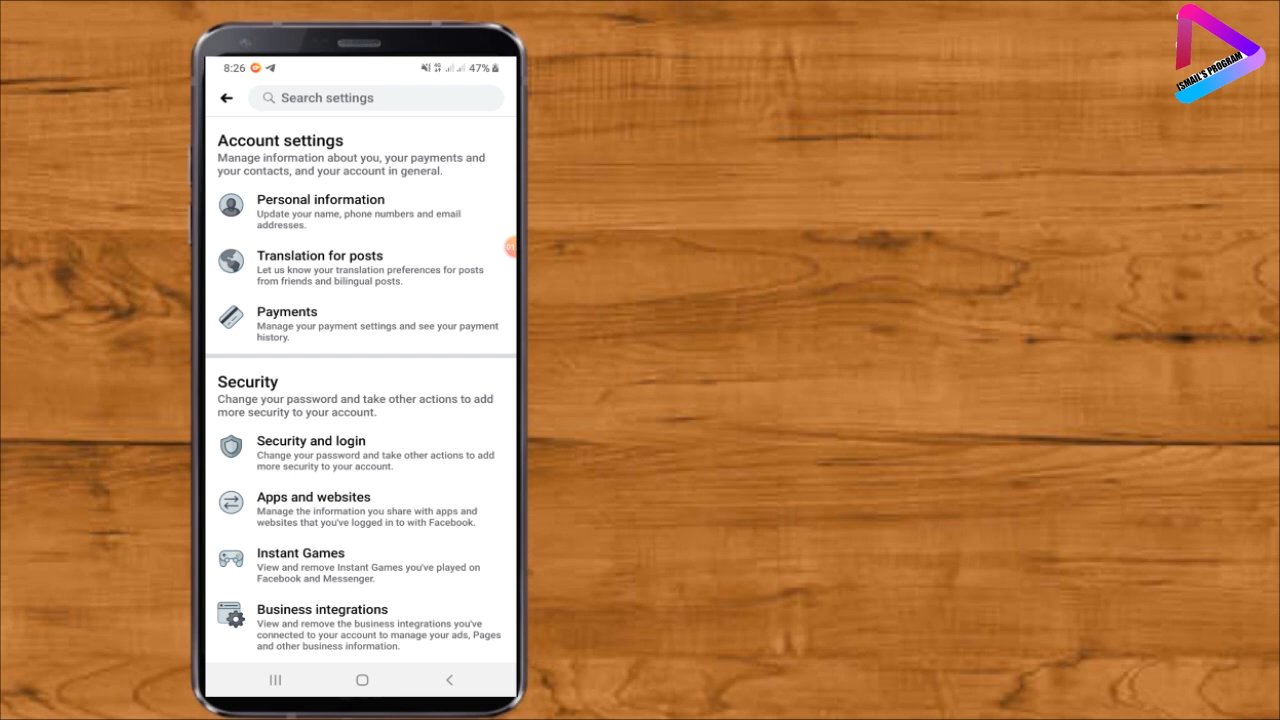 8:26
47%
Search settings
Account settings
Manage information about you, your payments and
your contacts, and your account in general.
Personal information
Update your name, phone numbers and email
addresses.
01
Translation for posts
Let us know your translation preferences for posts
from friends and bilingual posts.
Payments
Manage your payment settings and see your payment
history.
Security
Change your password and take other actions to add
more security to your account.
Security and login
Change your password and take other actions to add
more security to your account.
Apps and websites
Manage the information you share with apps and
websites that you've logged in to with Facebook.
Instant Games
View and remove Instant Games you've played on
Facebook and Messenger.
Business integrations
View and remove the business integrations you've
connected to your account to manage your ads, Pages
and other business information.
ISMAIL'S PROGRAM